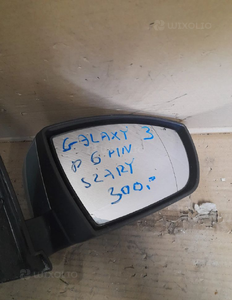 GALAXY 3
P 6 PIN
SZARY
300,-